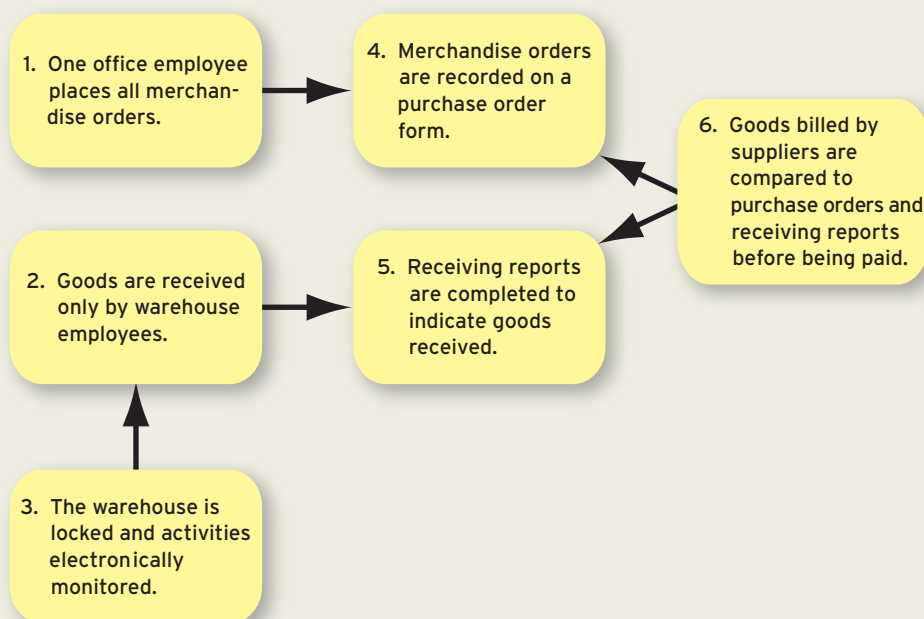 1. One office employee
places all merchan-
dise orders.
2. Goods are received
only by warehouse
employees.
3. The warehouse is
locked and activities
electronically
monitored.
4. Merchandise orders
are recorded on a
purchase order
form.
5. Receiving reports
are completed to
indicate goods
received.
6. Goods billed by
suppliers are
compared to
purchase orders and
receiving reports
before being paid.